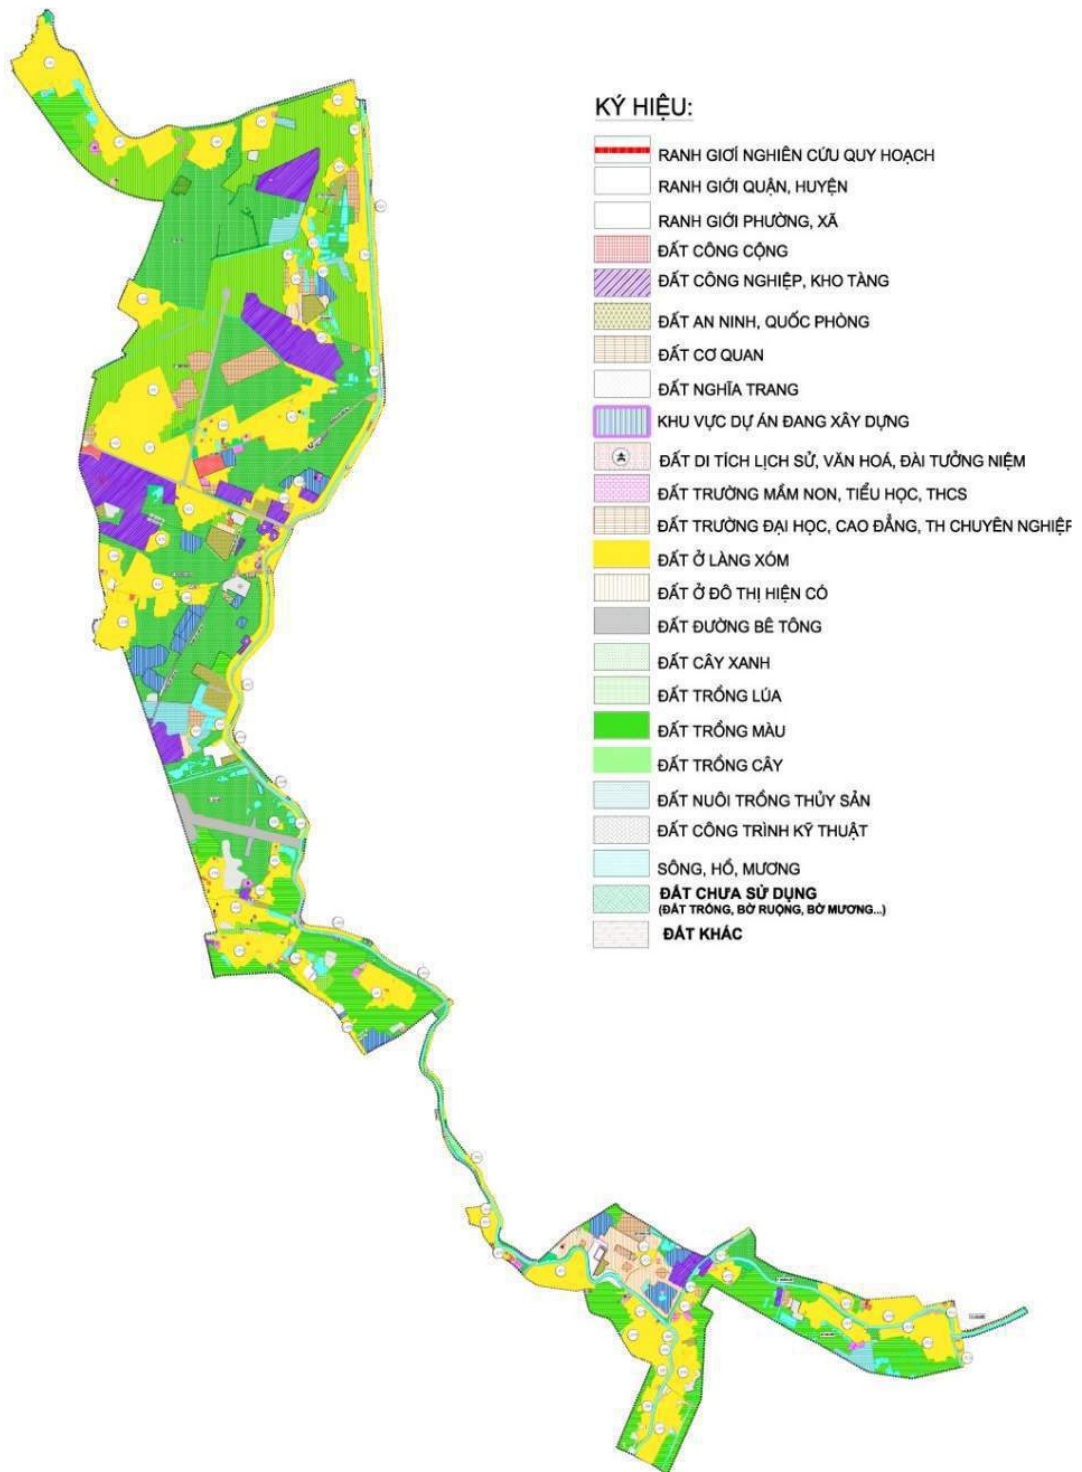 KÝ HIỆU:
RANH GIƠÍ NGHIÊN CỨU QUY HOẠCH
RANH GIỚI QUẬN, HUYỆN
RANH GIỚI PHƯỜNG, XÃ
ĐẤT CÔNG CỘNG
ĐẤT CÔNG NGHIỆP, KHO TÀNG
ĐẤT AN NINH, QUỐC PHÒNG
ĐẤT CƠ QUAN
ĐẤT NGHĨA TRANG
KHU VỰC DỰ ÁN ĐANG XÂY DỰNG
ĐẤT DI TÍCH LỊCH SỬ, VĂN HOÁ, ĐÀI TƯỞNG NIỆM
ĐẤT TRƯỜNG MẦM NON, TIỂU HỌC, THCS
ĐẤT TRƯỜNG ĐẠI HỌC, CAO ĐẲNG, TH CHUYÊN NGHIỆP
ĐẤT Ở LÀNG XÓM
ĐẤT Ở ĐÔ THỊ HIỆN CÓ
ĐẤT ĐƯỜNG BÊ TÔNG
ĐẤT CÂY XANH
ĐẤT TRỒNG LÚA
ĐẤT TRỒNG MÀU
ĐẤT TRỒNG CÂY
ĐẤT NUÔI TRỒNG THỦY SẢN
ĐẤT CÔNG TRÌNH KỸ THUẬT
SÔNG, HỒ, MƯƠNG
ĐẤT CHƯA SỬ DỤNG
(ĐẤT TRỐNG, BỜ RUỘNG, BỜ MƯƠNG...)
ĐẤT KHÁC